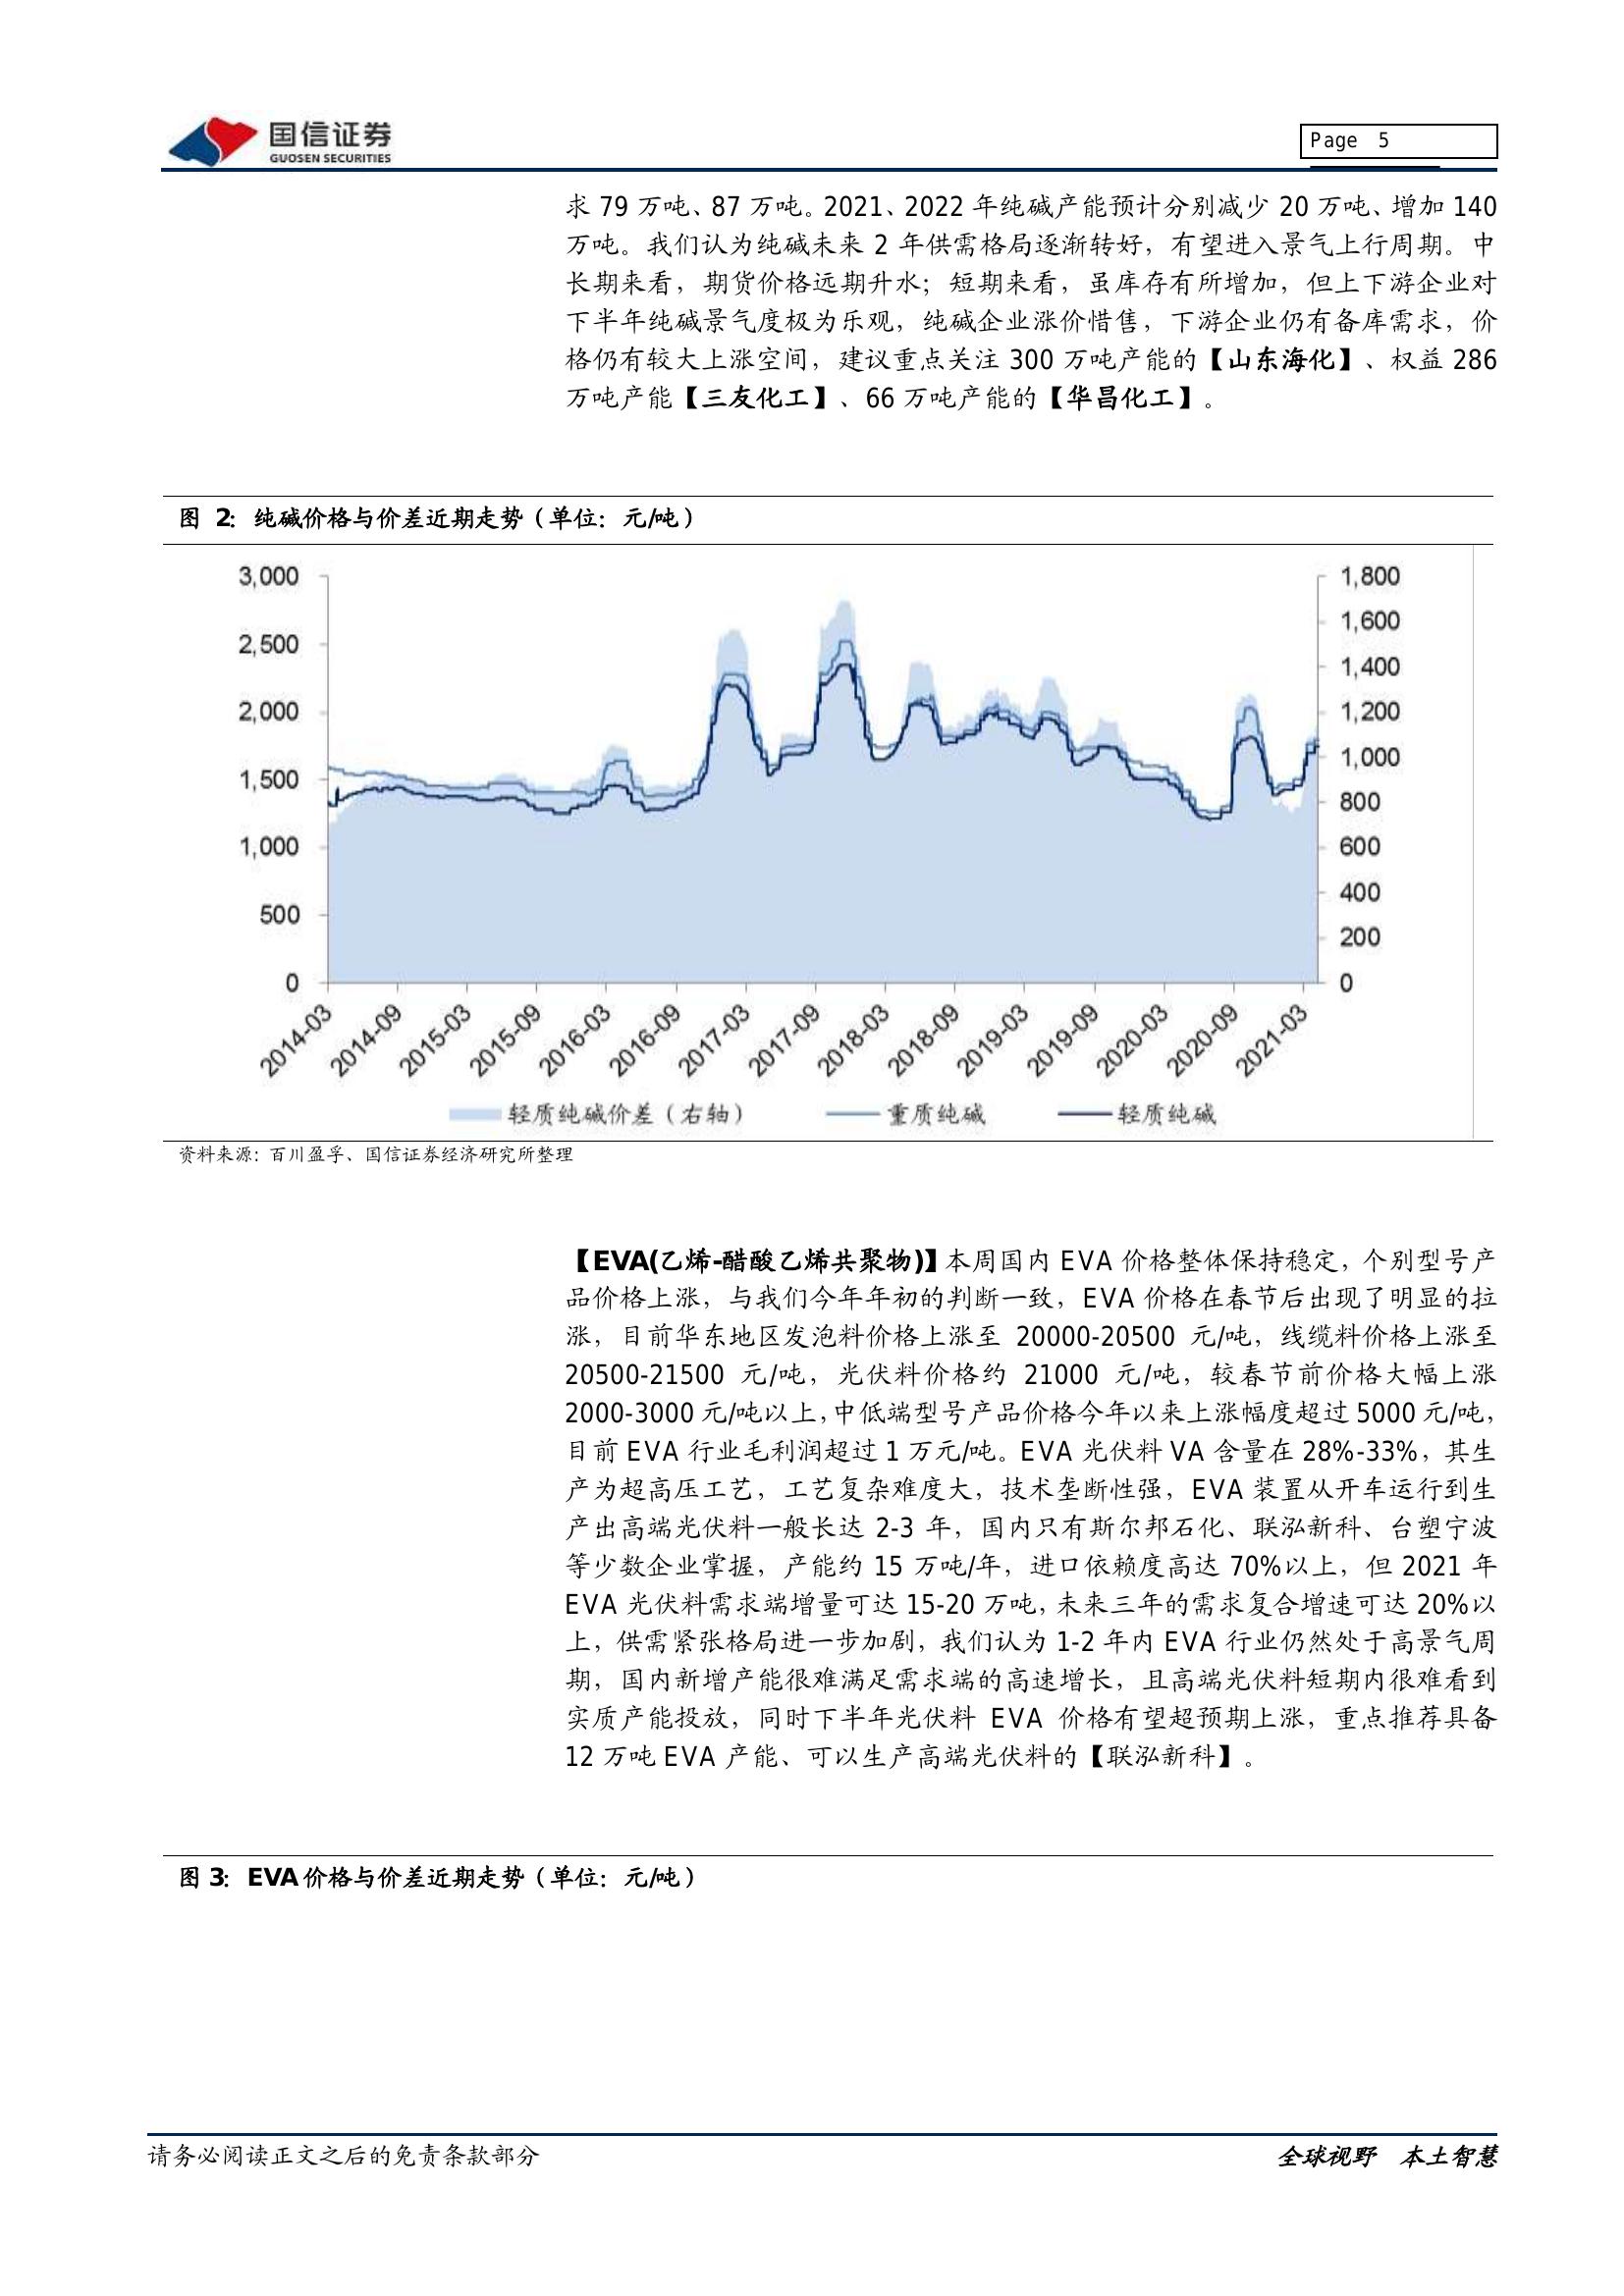 国信证券
GUOSEN SECURITIES
Page 5
求 79 万吨、87 万吨。2021、2022 年纯碱产能预计分别减少 20 万吨、增加 140
万吨。我们认为纯碱未来 2 年供需格局逐渐转好，有望进入景气上行周期。中
长期来看，期货价格远期升水；短期来看，虽库存有所增加，但上下游企业对
下半年纯碱景气度极为乐观，纯碱企业涨价惜售，下游企业仍有备库需求，价
格仍有较大上涨空间，建议重点关注 300 万吨产能的【山东海化】、权益 286
万吨产能【三友化工】、66 万吨产能的【华昌化工】。
图 2：纯碱价格与价差近期走势（单位：元/吨）
3,000
2,500
2,000
1,500
1,000
500
0
1,800
1,600
1,400
1,200
1,000
800
600
400
200
0
2014-03
2014-09
2015-03
2015-09
2016-03
2016-09
2017-03
2017-09
2018-03
2018-09
2019-03
2019-09
2020-03
2020-09
2021-03
轻质纯碱价差（右轴） 重质纯碱 轻质纯碱
资料来源：百川盈孚、国信证券经济研究所整理
【EVA(乙烯-醋酸乙烯共聚物)】本周国内 EVA 价格整体保持稳定，个别型号产
品价格上涨，与我们今年年初的判断一致，EVA 价格在春节后出现了明显的拉
涨，目前华东地区发泡料价格上涨至 20000-20500 元/吨，线缆料价格上涨至
20500-21500 元/吨，光伏料价格约 21000 元/吨，较春节前价格大幅上涨
2000-3000 元/吨以上，中低端型号产品价格今年以来上涨幅度超过 5000 元/吨，
目前 EVA 行业毛利润超过 1 万元/吨。EVA 光伏料 VA 含量在 28%-33%，其生
产为超高压工艺，工艺复杂难度大，技术垄断性强，EVA 装置从开车运行到生
产出高端光伏料一般长达 2-3 年，国内只有斯尔邦石化、联泓新科、台塑宁波
等少数企业掌握，产能约 15 万吨/年，进口依赖度高达 70%以上，但 2021 年
EVA 光伏料需求端增量可达 15-20 万吨，未来三年的需求复合增速可达 20%以
上，供需紧张格局进一步加剧，我们认为 1-2 年内 EVA 行业仍然处于高景气周
期，国内新增产能很难满足需求端的高速增长，且高端光伏料短期内很难看到
实质产能投放，同时下半年光伏料 EVA 价格有望超预期上涨，重点推荐具备
12 万吨 EVA 产能、可以生产高端光伏料的【联泓新科】。
图 3：EVA 价格与价差近期走势（单位：元/吨）
请务必阅读正文之后的免责条款部分
全球视野 本土智慧